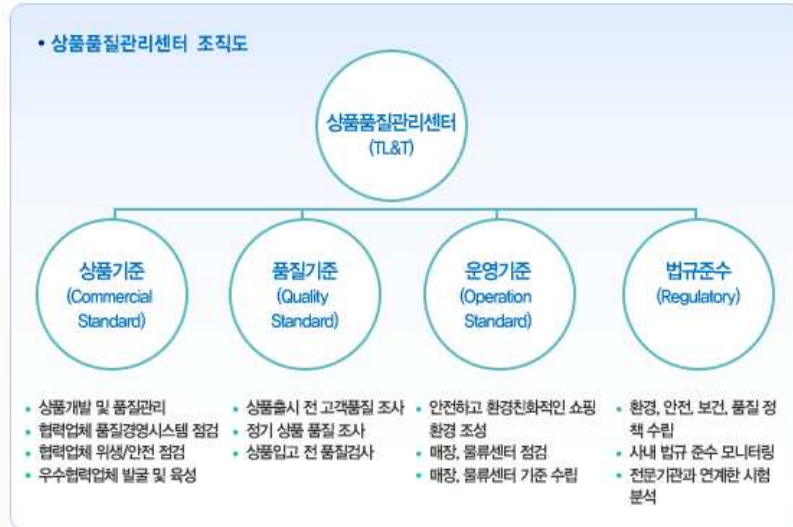 • 상품품질관리센터 조직도
상품품질관리센터
(TL&T)
상품기준
(Commercial
Standard)
품질기준
(Quality
Standard)
운영기준
(Operation
Standard)
법규준수
(Regulatory)
• 상품개발 및 품질관리
• 협력업체 품질경영시스템 점검
• 협력업체 위생/안전 점검
• 우수협력업체 발굴 및 육성
• 상품출시 전 고객품질 조사
• 정기 상품 품질 조사
• 상품입고 전 품질검사
• 안전하고 환경친화적인 쇼핑
환경 조성
• 매장, 물류센터 점검
• 매장, 물류센터 기준 수립
• 환경, 안전, 보건, 품질 정
책 수립
• 사내 법규 준수 모니터링
• 전문기관과 연계한 시험
분석